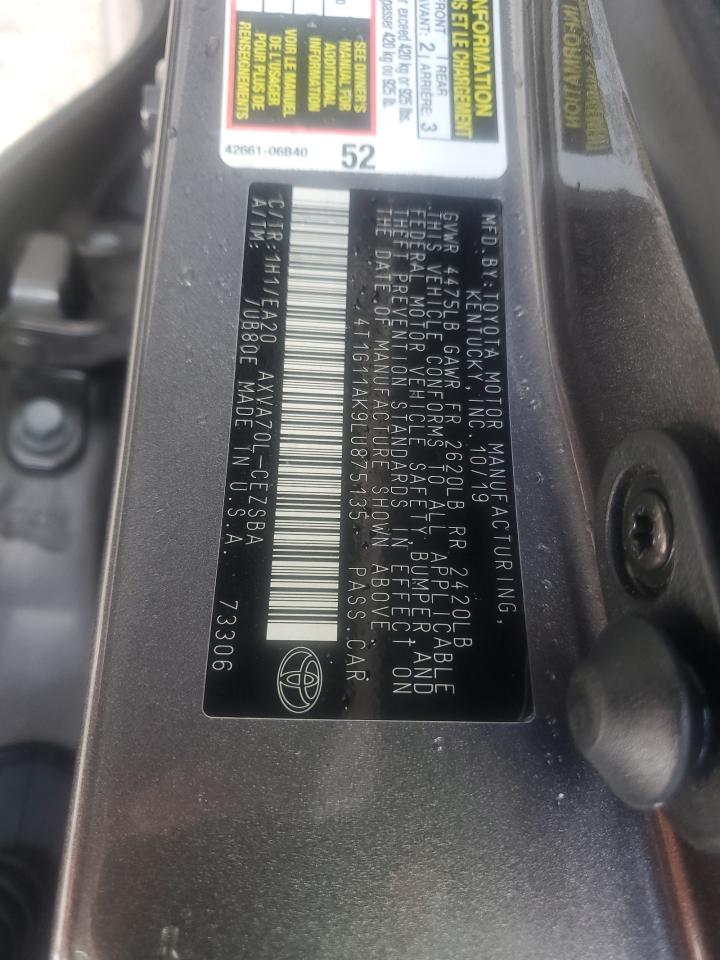 INFORMATION
S ET LE CHARGEMENT
FRONT | REAR
AVANT: 2 | ARRIÈRE: 3
or exceed 420 kg or 925 lbs.
passer 420 kg ou 925 lb.
SEE OWNER'S
MANUAL FOR
ADDITIONAL
INFORMATION
VOIR LE MANUEL
DE L'USAGER
POUR PLUS DE
RENSEIGNEMENTS
42661-06B40 52
MFD. BY: TOYOTA MOTOR MANUFACTURING,
KENTUCKY, INC. 10/19
GVWR 4475LB GAWR FR 2620LB RR 2420LB
THIS VEHICLE CONFORMS TO ALL APPLICABLE
FEDERAL MOTOR VEHICLE SAFETY, BUMPER, AND
THEFT PREVENTION STANDARDS IN EFFECT ON
THE DATE OF MANUFACTURE SHOWN ABOVE.
4T1G11AK9LU875135 PASS.CAR
C/TR: 1H1/EA20 AXVA70L-CEZSBA
A/TM: /UB80E MADE IN U.S.A. 73306